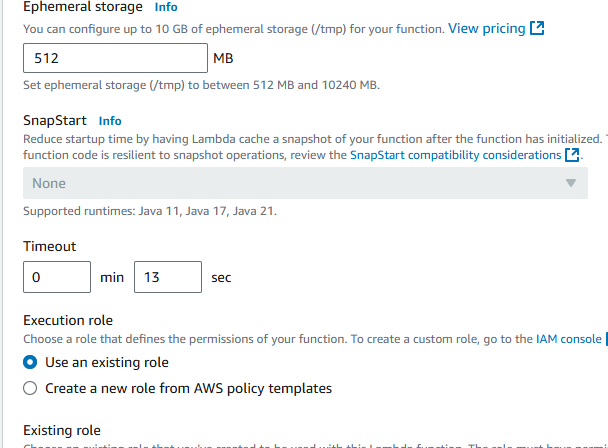 Ephemeral storage Info
You can configure up to 10 GB of ephemeral storage (/tmp) for your function. View pricing
512 MB
Set ephemeral storage (/tmp) to between 512 MB and 10240 MB.
SnapStart Info
Reduce startup time by having Lambda cache a snapshot of your function after the function has initialized.
function code is resilient to snapshot operations, review the SnapStart compatibility considerations.
None
Supported runtimes: Java 11, Java 17, Java 21.
Timeout
0 min 13 sec
Execution role
Choose a role that defines the permissions of your function. To create a custom role, go to the IAM console
Use an existing role
Create a new role from AWS policy templates
Existing role